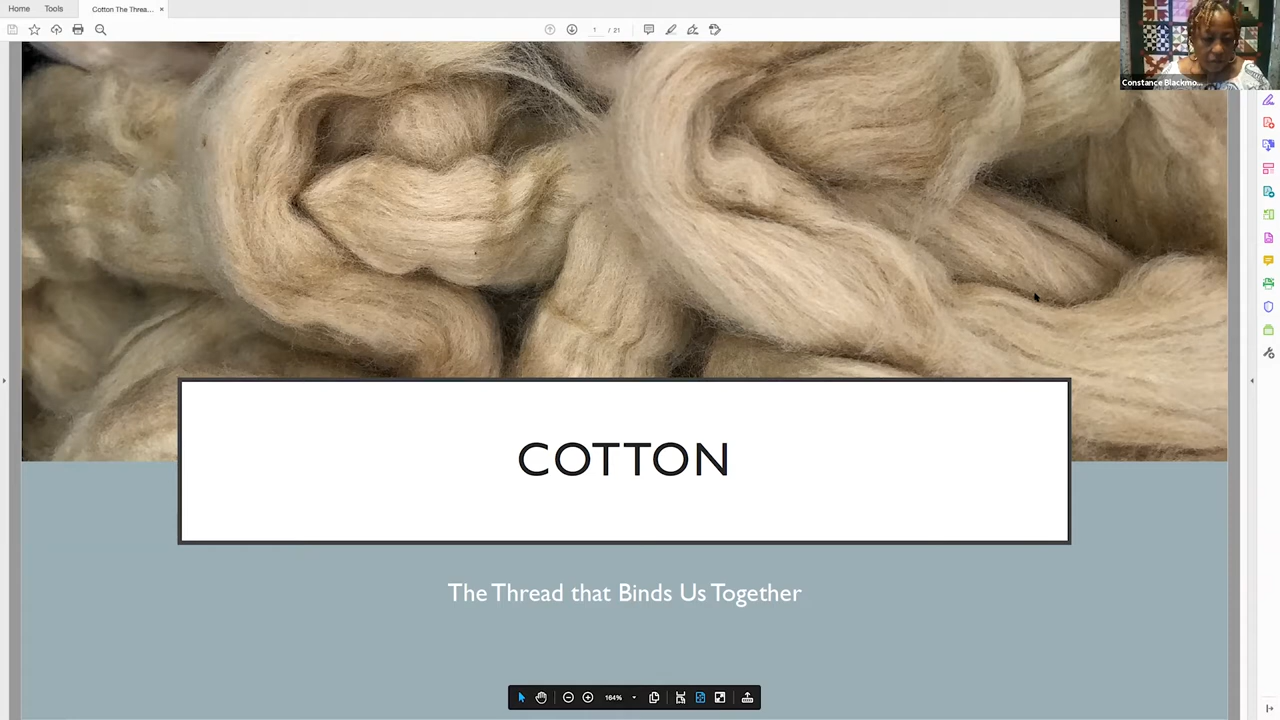 Home Tools Cotton The Threa... ×
1 / 21
Constance Blackmo...
COTTON
The Thread that Binds Us Together
164%